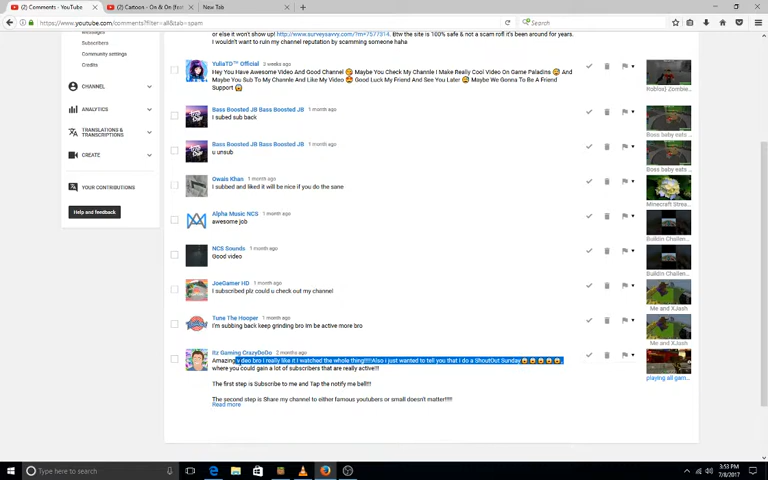 Comments - YouTube
(2) Cartoon - On & On (feat
New Tab
https://www.youtube.com/comments?filter=all&tab=spam
Search
or else it won't show up! http://www.surveysavvy.com/?m=7577314. Btw the site is 100% safe & not a scam rofl it's been around for years.
I wouldn't want to ruin my channel reputation by scamming someone haha
Messages
Subscribers
Community settings
Credits
CHANNEL
ANALYTICS
TRANSLATIONS &
TRANSCRIPTIONS
CREATE
YOUR CONTRIBUTIONS
Help and feedback
YuliaTD™ Official 3 weeks ago
Hey You Have Awesome Video And Good Channel Maybe You Check My Channle I Make Really Cool Video On Game Paladins And
Maybe You Sub To My Channle And Like My Video Good Luck My Friend And See You Later Maybe We Gonna To Be A Friend
Support
Roblox) Zombie...
Bass Boosted JB Bass Boosted JB 1 month ago
I subed sub back
Boss baby eats ...
Bass Boosted JB Bass Boosted JB 1 month ago
u unsub
Boss baby eats ...
Owais Khan 1 month ago
I subbed and liked it will be nice if you do the sane
Minecraft Strea...
Alpha Music NCS 1 month ago
awesome job
Buildin Challen...
NCS Sounds 1 month ago
Good video
Buildin Challen...
JoeGamer HD 1 month ago
I subscribed plz could u check out my channel
Me and XJash
Tune The Hooper 1 month ago
I'm subbing back keep grinding bro im be active more bro
Me and XJash
Itz Gaming CrazyDoDo 2 months ago
Amazing v deo bro i really like it.I watched the whole thing!!!!Also i just wanted to tell you that i do a ShoutOut Sunday
where you could gain a lot of subscribers that are really active!!!
The first step is Subscribe to me and Tap the notify me bell!!!
The second step is Share my channel to either famous youtubers or small doesn't matter!!!!!
Read more
playing all gam...
Type here to search
3:53 PM
7/8/2017